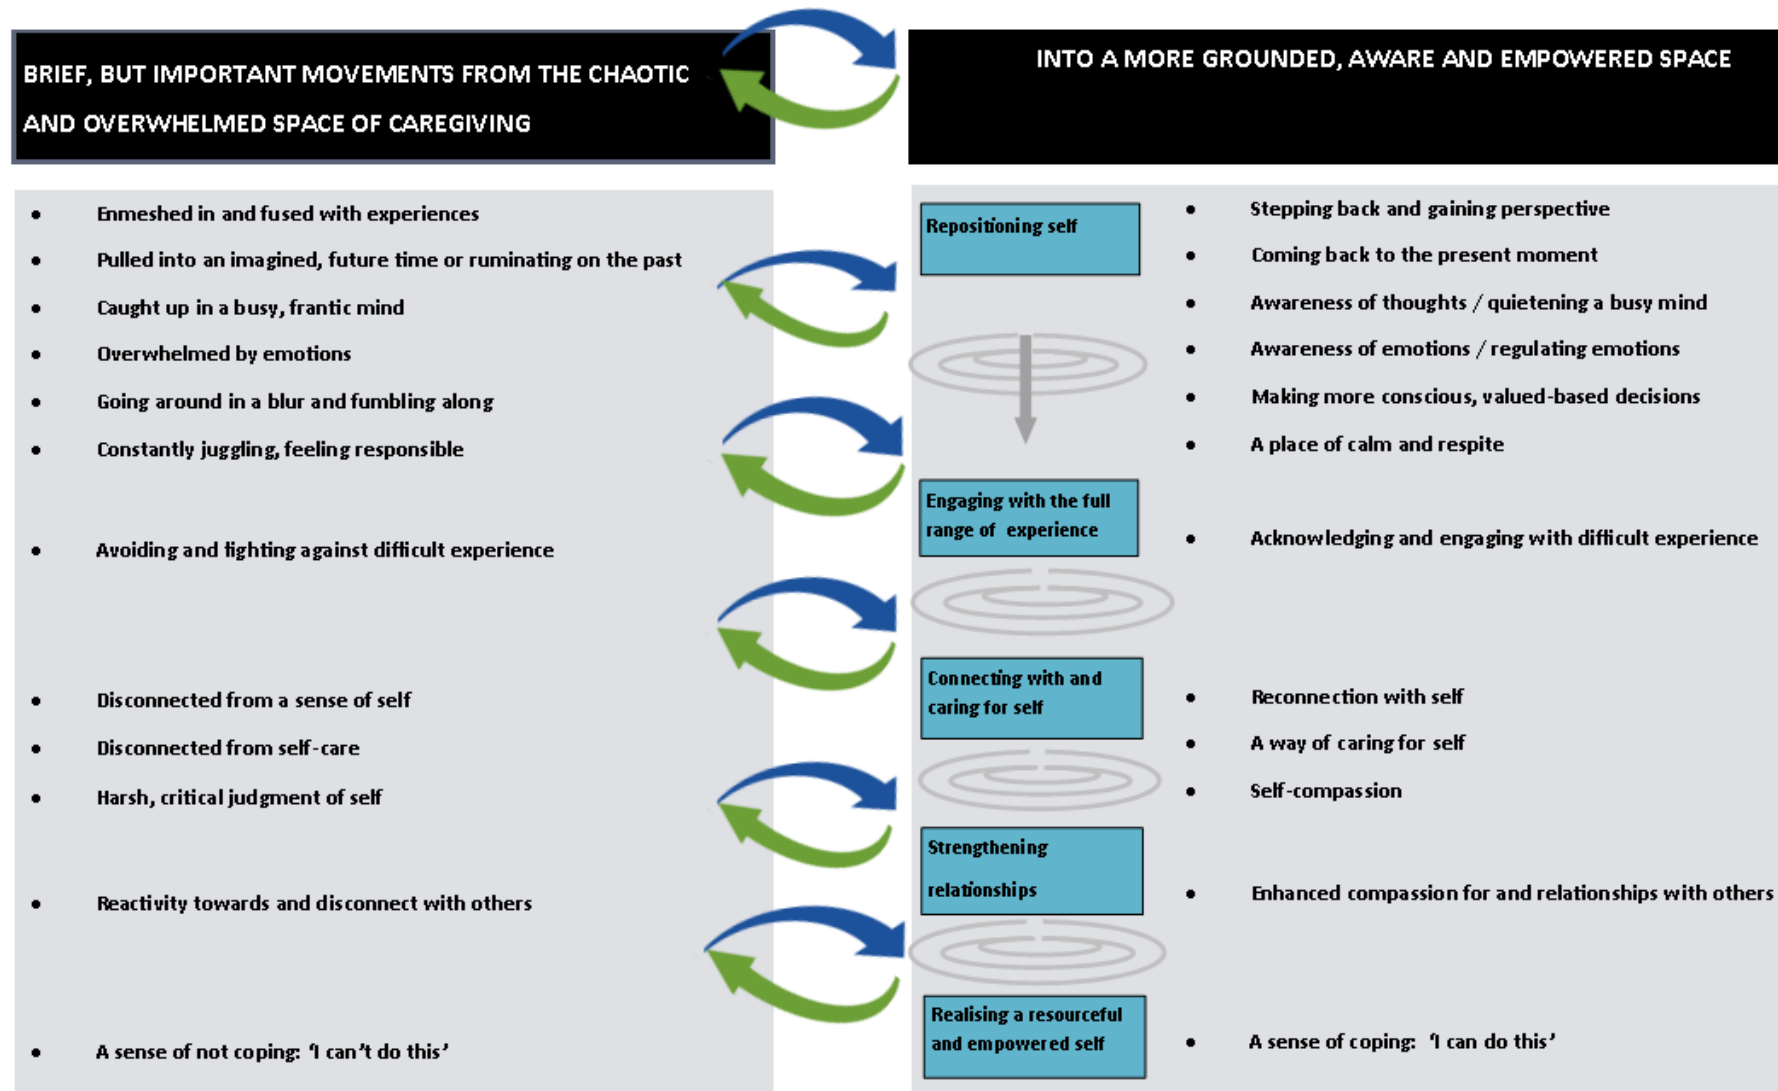 BRIEF, BUT IMPORTANT MOVEMENTS FROM THE CHAOTIC
AND OVERWHELMED SPACE OF CAREGIVING
INTO A MORE GROUNDED, AWARE AND EMPOWERED SPACE
• Enmeshed in and fused with experiences
• Pulled into an imagined, future time or ruminating on the past
• Caught up in a busy, frantic mind
• Overwhelmed by emotions
• Going around in a blur and fumbling along
• Constantly juggling, feeling responsible
• Avoiding and fighting against difficult experience
• Disconnected from a sense of self
• Disconnected from self-care
• Harsh, critical judgment of self
• Reactivity towards and disconnect with others
• A sense of not coping: ‘I can’t do this’
Repositioning self
• Stepping back and gaining perspective
• Coming back to the present moment
• Awareness of thoughts / quietening a busy mind
• Awareness of emotions / regulating emotions
• Making more conscious, valued-based decisions
• A place of calm and respite
Engaging with the full
range of experience
• Acknowledging and engaging with difficult experience
Connecting with and
caring for self
• Reconnection with self
• A way of caring for self
• Self-compassion
Strengthening
relationships
• Enhanced compassion for and relationships with others
Realising a resourceful
and empowered self
• A sense of coping: ‘I can do this’